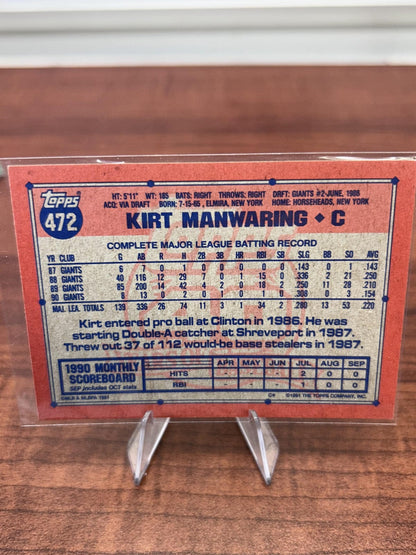 Topps
472
HT: 5'11" WT: 185 BATS: RIGHT THROWS: RIGHT DRFT: GIANTS #2-JUNE, 1986
ACQ: VIA DRAFT BORN: 7-15-65, ELMIRA, NEW YORK HOME: HORSEHEADS, NEW YORK
KIRT MANWARING • C
COMPLETE MAJOR LEAGUE BATTING RECORD
YR CLUB G AB R H 2B 3B HR RBI SB SLG BB SO AVG
87 GIANTS 6 7 0 1 0 0 0 0 0 .143 0 1 .143
88 GIANTS 40 116 12 29 7 0 1 15 0 .336 2 21 .250
89 GIANTS 85 200 14 42 4 2 0 18 2 .250 11 28 .210
90 GIANTS 8 13 0 2 0 1 0 1 0 .308 0 3 .154
MAJ. LEA. TOTALS 139 336 26 74 11 3 1 34 2 .280 13 53 .220
Kirt entered pro ball at Clinton in 1986. He was
starting Double-A catcher at Shreveport in 1987.
Threw out 37 of 112 would-be base stealers in 1987.
1990 MONTHLY
SCOREBOARD
SEP includes OCT stats
APR MAY JUN JUL AUG SEP
HITS - - - 2 0 0
RBI - - - 1 0 0
©MLB & MLBPA 1991
C* ©1991 THE TOPPS COMPANY, INC.